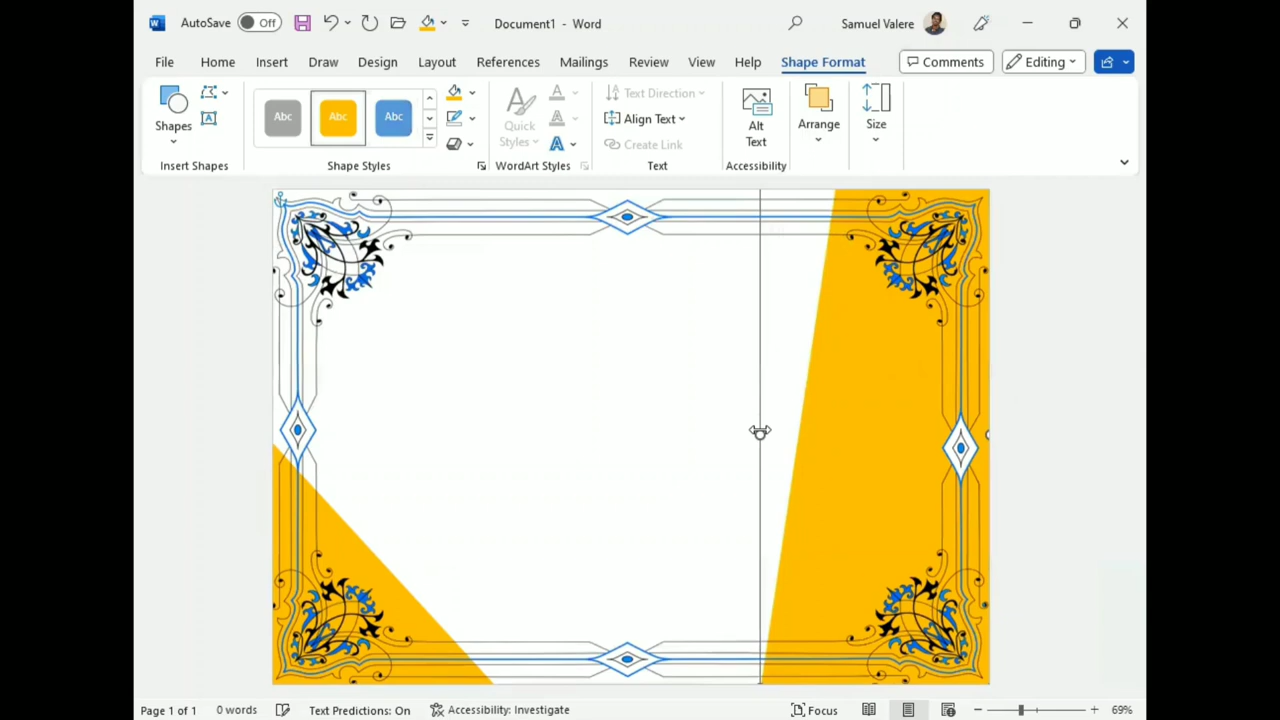 AutoSave Off Document1 - Word Samuel Valere
File Home Insert Draw Design Layout References Mailings Review View Help Shape Format Comments Editing
Shapes
Abc Abc Abc
Quick Styles
Text Direction
Align Text
Create Link
Alt Text
Arrange
Size
Insert Shapes Shape Styles WordArt Styles Text Accessibility
Page 1 of 1 0 words Text Predictions: On Accessibility: Investigate Focus 69%